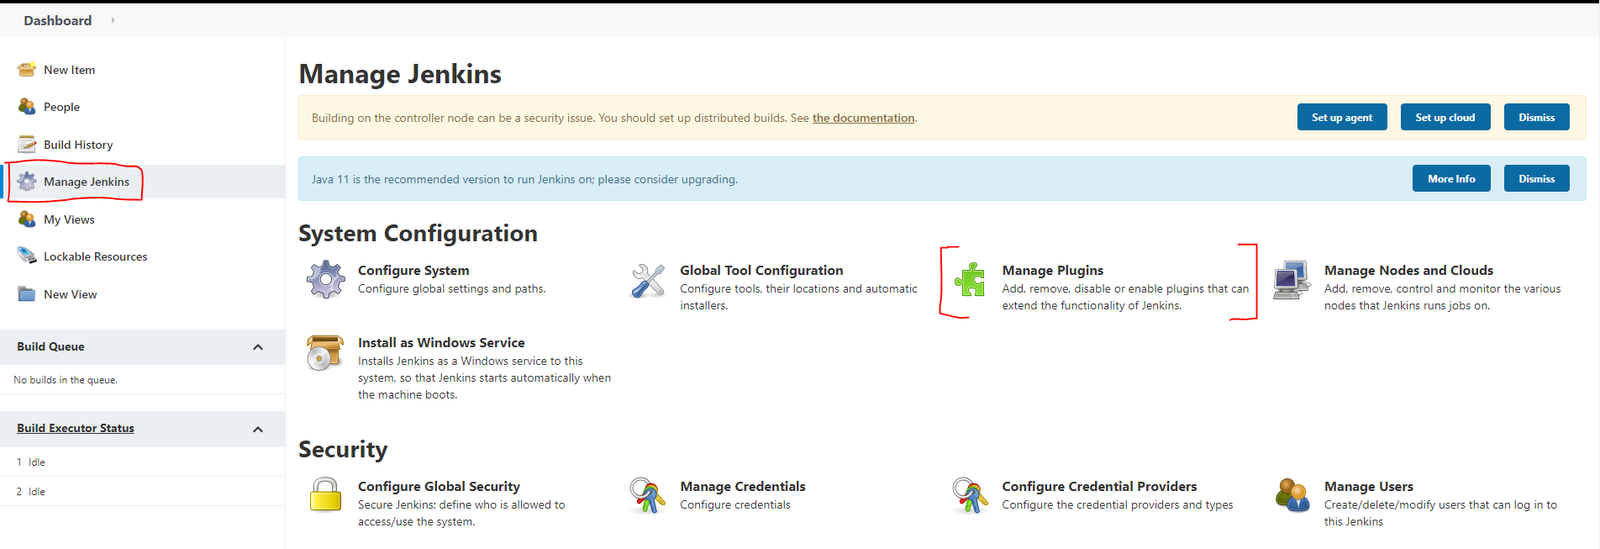 Dashboard
New Item
People
Build History
Manage Jenkins
My Views
Lockable Resources
New View
Build Queue
No builds in the queue.
Build Executor Status
1 Idle
2 Idle
Manage Jenkins
Building on the controller node can be a security issue. You should set up distributed builds. See the documentation.
Set up agent
Set up cloud
Dismiss
Java 11 is the recommended version to run Jenkins on; please consider upgrading.
More Info
Dismiss
System Configuration
Configure System
Configure global settings and paths.
Global Tool Configuration
Configure tools, their locations and automatic
installers.
Manage Plugins
Add, remove, disable or enable plugins that can
extend the functionality of Jenkins.
Manage Nodes and Clouds
Add, remove, control and monitor the various
nodes that Jenkins runs jobs on.
Install as Windows Service
Installs Jenkins as a Windows service to this
system, so that Jenkins starts automatically when
the machine boots.
Security
Configure Global Security
Secure Jenkins; define who is allowed to
access/use the system.
Manage Credentials
Configure credentials
Configure Credential Providers
Configure the credential providers and types
Manage Users
Create/delete/modify users that can log in to
this Jenkins